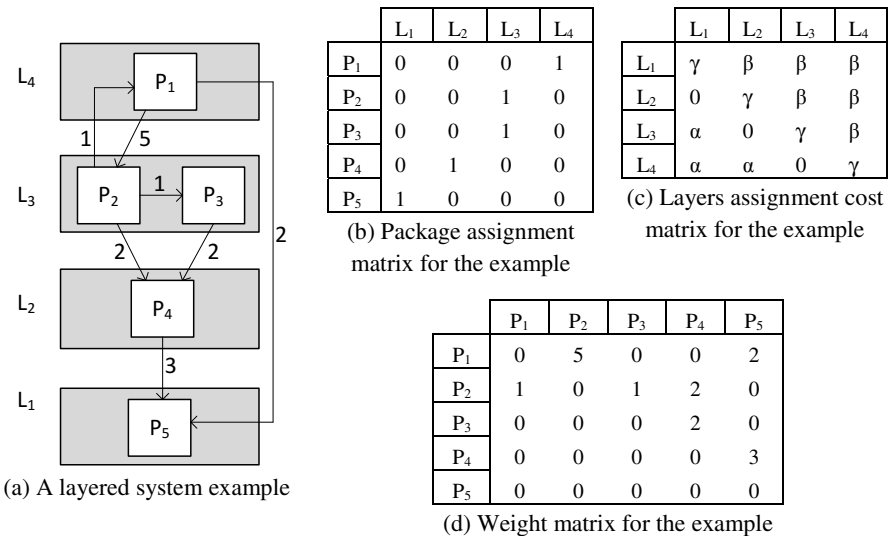 L₄
P₁
1
5
L₃
P₂
1
P₃
2
2
2
L₂
P₄
3
L₁
P₅
(a) A layered system example
L₁ L₂ L₃ L₄
P₁ 0 0 0 1
P₂ 0 0 1 0
P₃ 0 0 1 0
P₄ 0 1 0 0
P₅ 1 0 0 0
(b) Package assignment
matrix for the example
L₁ L₂ L₃ L₄
L₁ γ β β β
L₂ 0 γ β β
L₃ α 0 γ β
L₄ α α 0 γ
(c) Layers assignment cost
matrix for the example
P₁ P₂ P₃ P₄ P₅
P₁ 0 5 0 0 2
P₂ 1 0 1 2 0
P₃ 0 0 0 2 0
P₄ 0 0 0 0 3
P₅ 0 0 0 0 0
(d) Weight matrix for the example